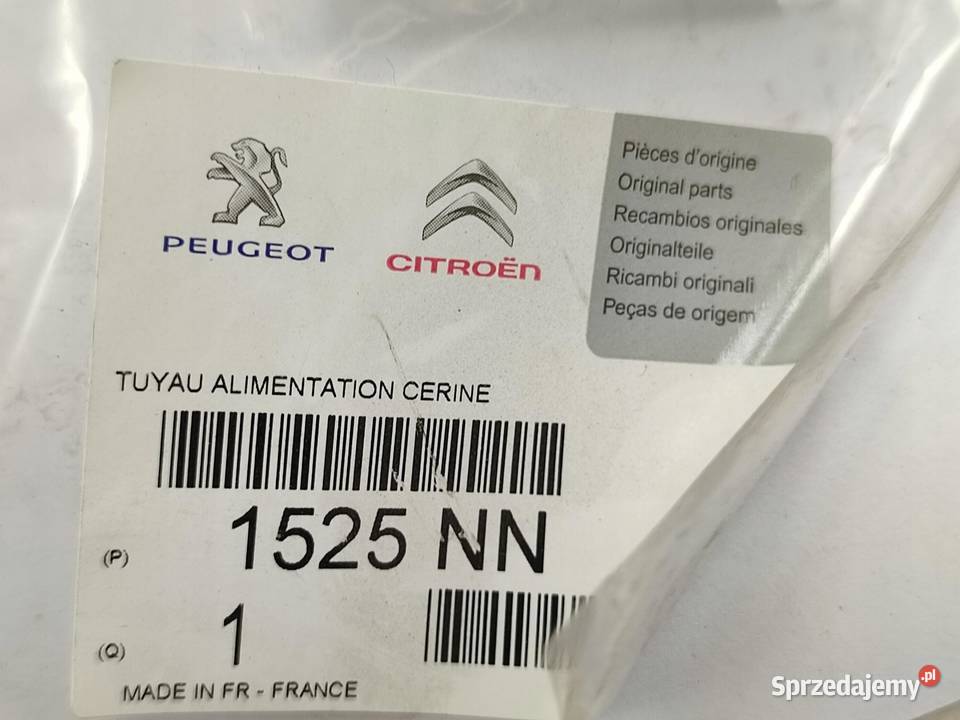 PEUGEOT
CITROËN
Pièces d'origine
Original parts
Recambios originales
Originalteile
Ricambi originali
Peças de origem
TUYAU ALIMENTATION CERINE
(P) 1525 NN
(Q) 1
MADE IN FR - FRANCE
Sprzedajemy.pl